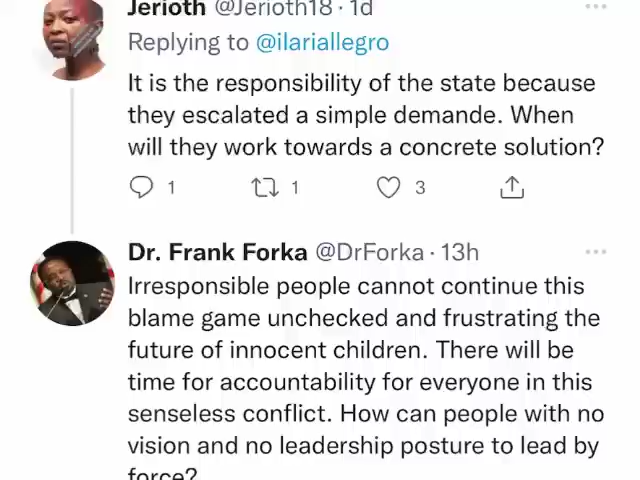 Jerioth @Jerioth18 · 1d
Replying to @ilariallegro
It is the responsibility of the state because
they escalated a simple demande. When
will they work towards a concrete solution?
1 1 3
Dr. Frank Forka @DrForka · 13h
Irresponsible people cannot continue this
blame game unchecked and frustrating the
future of innocent children. There will be
time for accountability for everyone in this
senseless conflict. How can people with no
vision and no leadership posture to lead by
force?